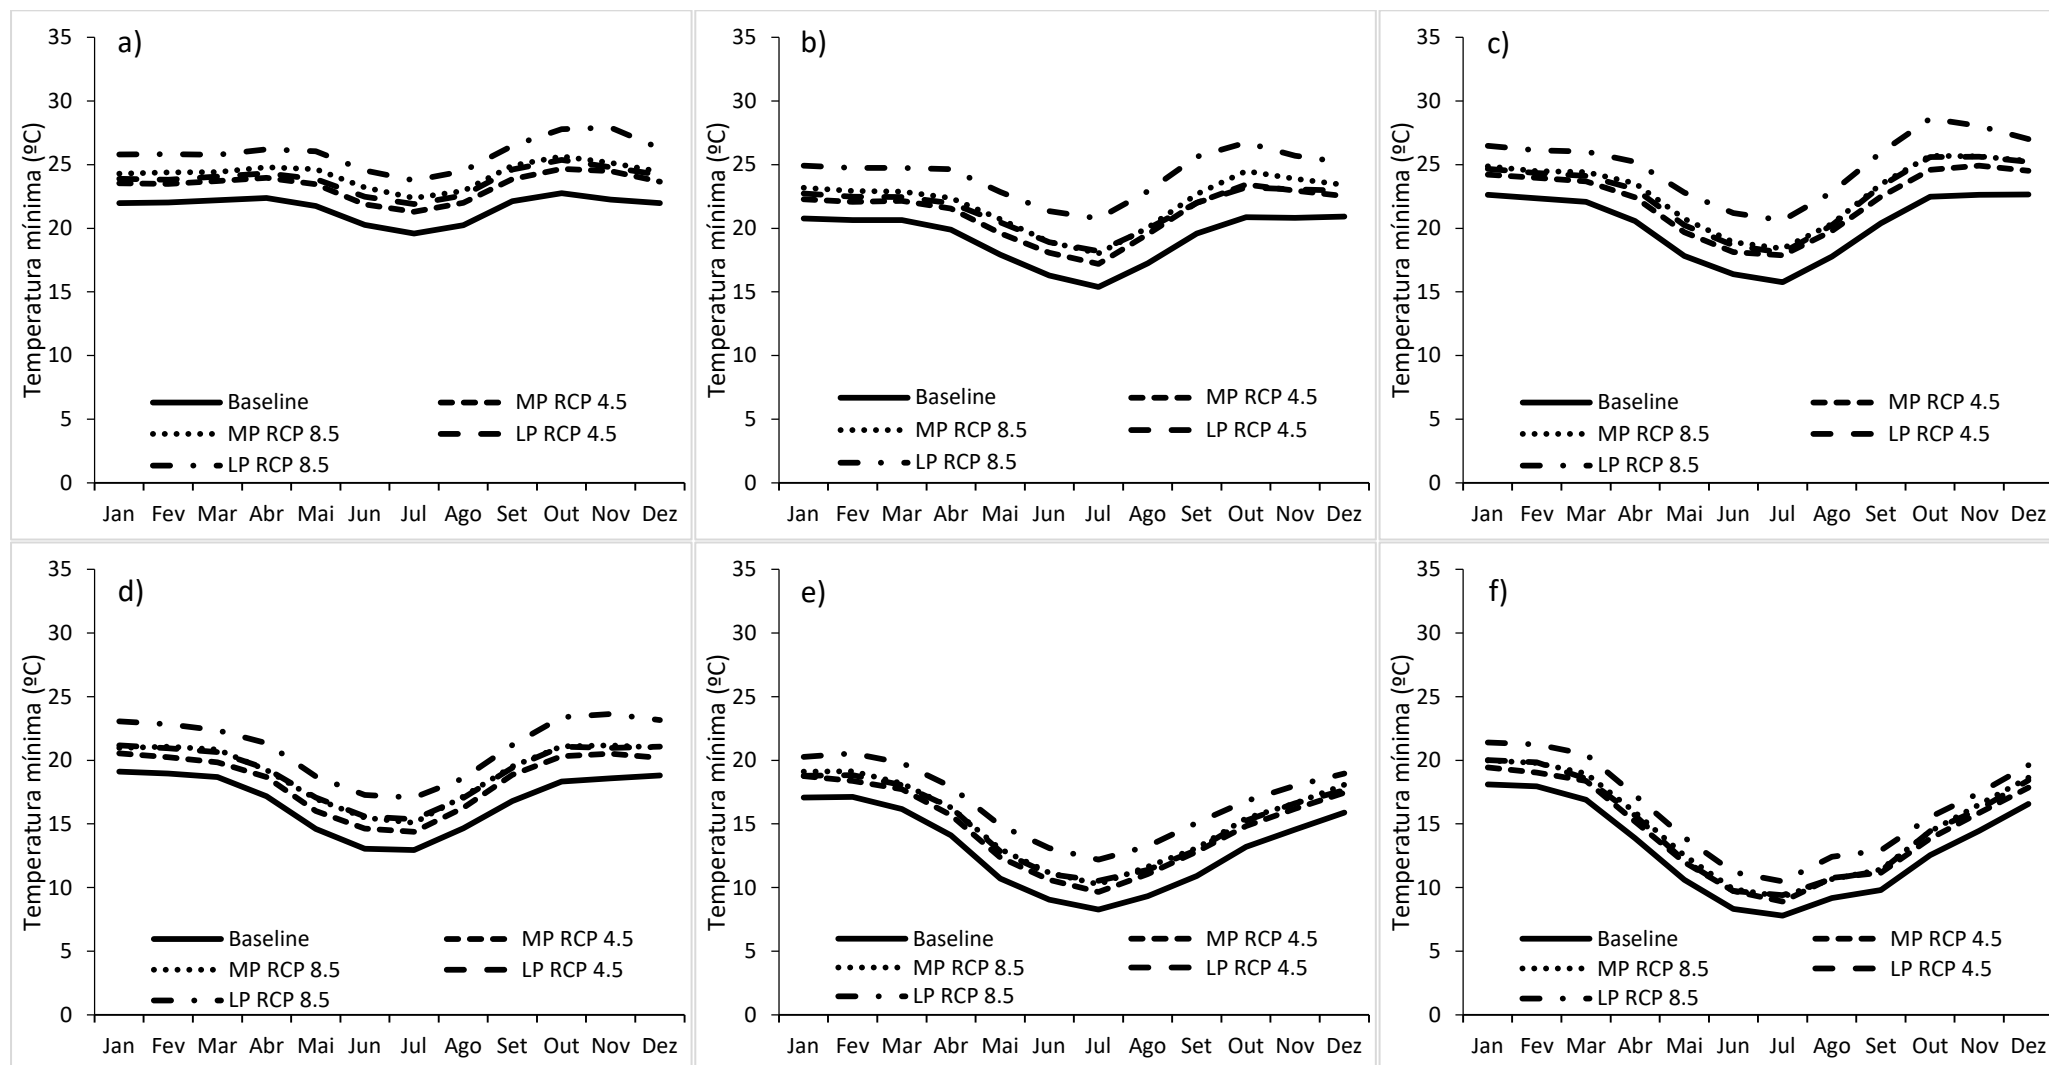 a)
Temperatura mínima (ºC)
35
30
25
20
15
10
5
0
Baseline
MP RCP 4.5
MP RCP 8.5
LP RCP 4.5
LP RCP 8.5
Jan Fev Mar Abr Mai Jun Jul Ago Set Out Nov Dez
b)
Temperatura mínima (ºC)
35
30
25
20
15
10
5
0
Baseline
MP RCP 4.5
MP RCP 8.5
LP RCP 4.5
LP RCP 8.5
Jan Fev Mar Abr Mai Jun Jul Ago Set Out Nov Dez
c)
Temperatura mínima (ºC)
35
30
25
20
15
10
5
0
Baseline
MP RCP 4.5
MP RCP 8.5
LP RCP 4.5
LP RCP 8.5
Jan Fev Mar Abr Mai Jun Jul Ago Set Out Nov Dez
d)
Temperatura mínima (ºC)
35
30
25
20
15
10
5
0
Baseline
MP RCP 4.5
MP RCP 8.5
LP RCP 4.5
LP RCP 8.5
Jan Fev Mar Abr Mai Jun Jul Ago Set Out Nov Dez
e)
Temperatura mínima (ºC)
35
30
25
20
15
10
5
0
Baseline
MP RCP 4.5
MP RCP 8.5
LP RCP 4.5
LP RCP 8.5
Jan Fev Mar Abr Mai Jun Jul Ago Set Out Nov Dez
f)
Temperatura mínima (ºC)
35
30
25
20
15
10
5
0
Baseline
MP RCP 4.5
MP RCP 8.5
LP RCP 4.5
LP RCP 8.5
Jan Fev Mar Abr Mai Jun Jul Ago Set Out Nov Dez